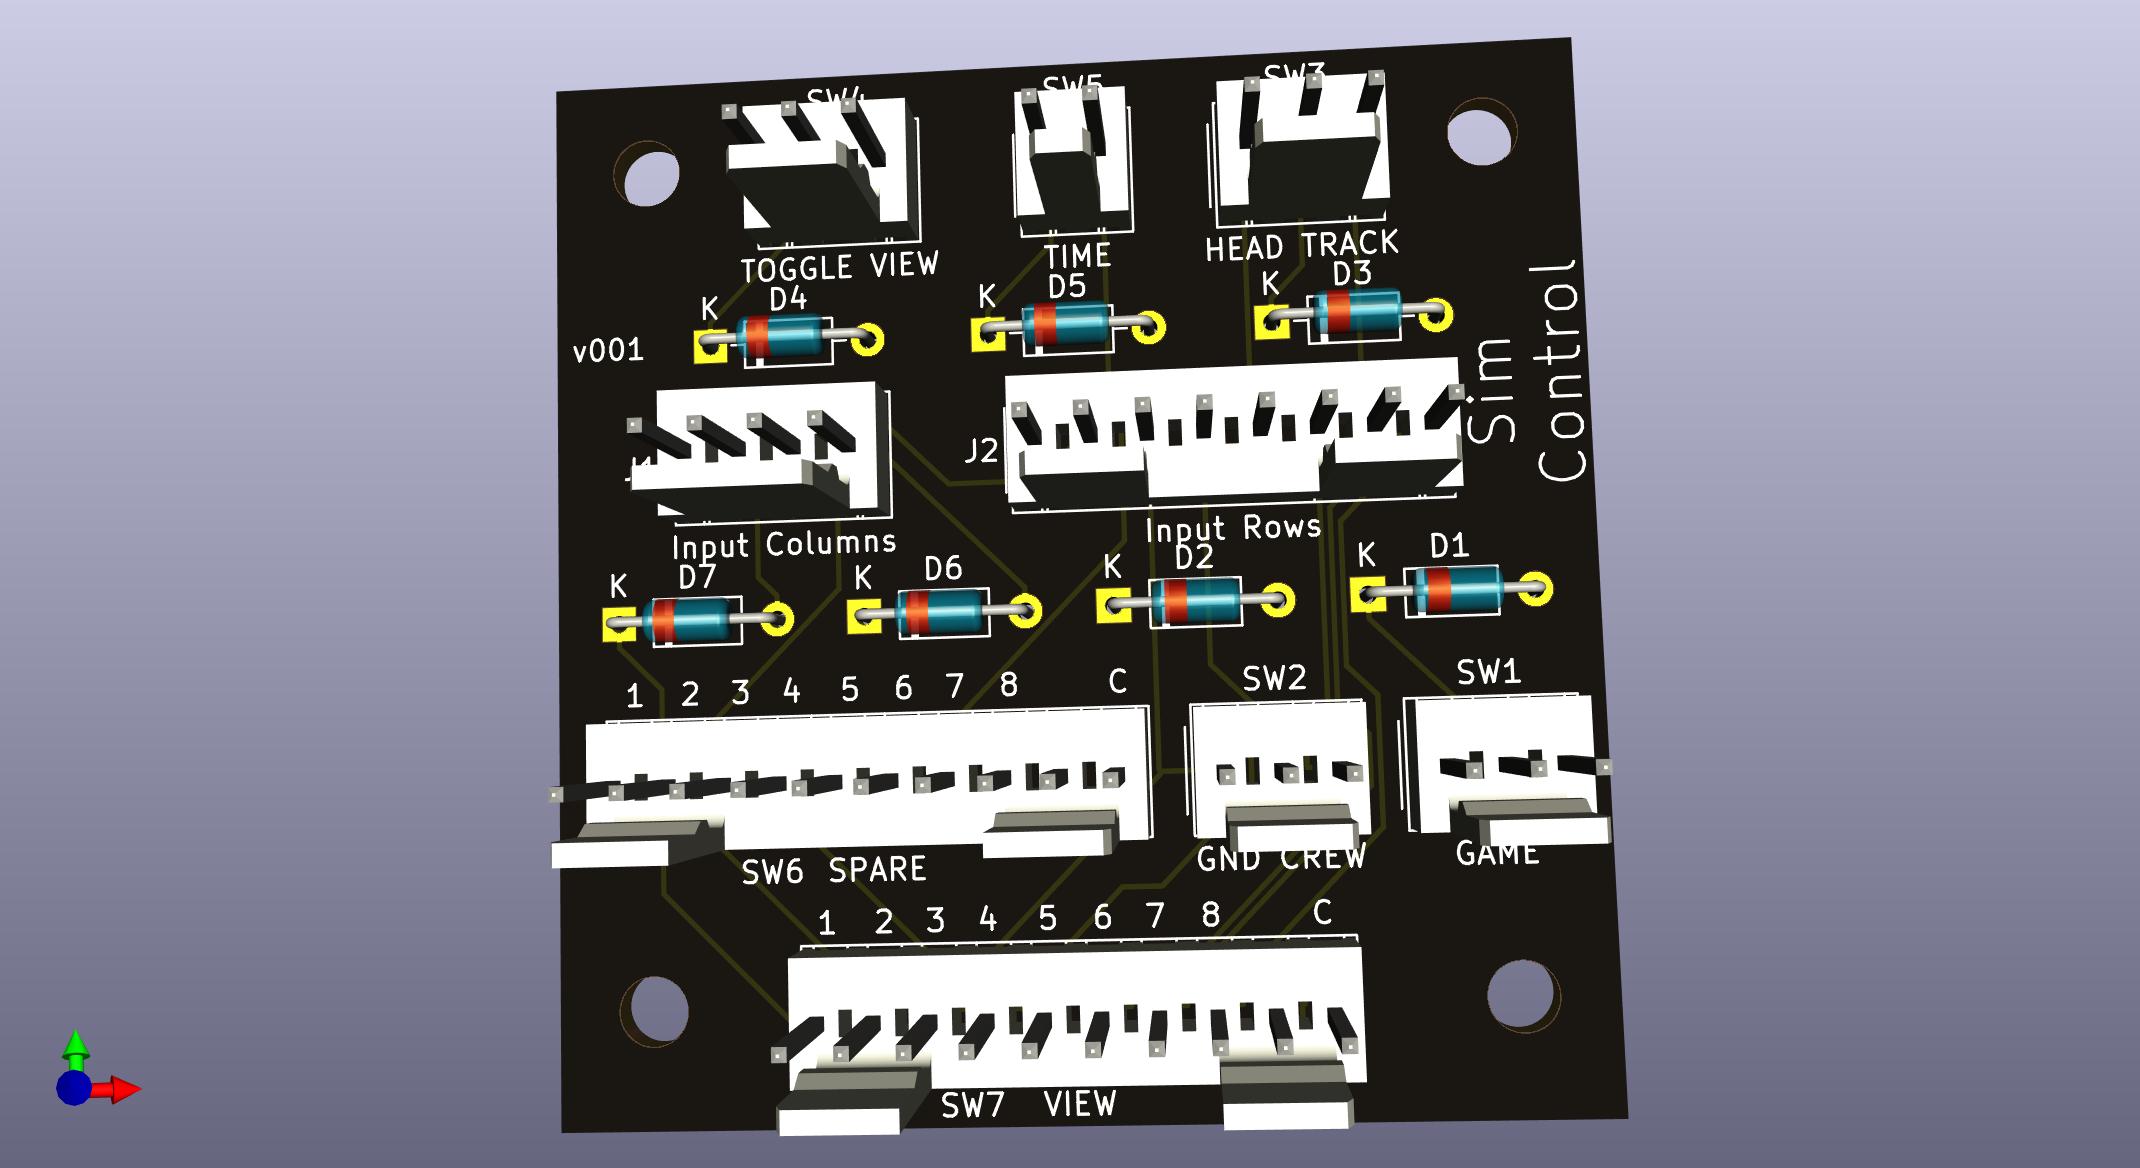 SW4
SW5
SW3
TOGGLE VIEW
TIME
HEAD TRACK
K D4
K D5
K D3
v001
Sim
Control
J1
J2
Input Columns
Input Rows
K D7
K D6
K D2
K D1
1 2 3 4 5 6 7 8 C
SW2
SW1
SW6 SPARE
GND CREW
GAME
1 2 3 4 5 6 7 8 C
SW7 VIEW